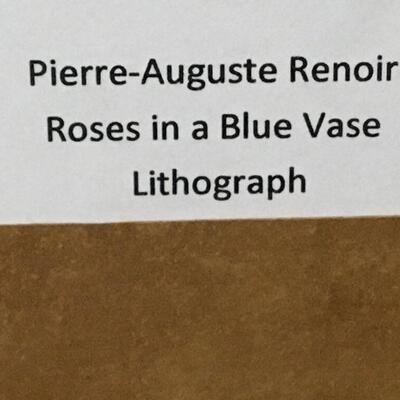 Pierre-Auguste Renoir
Roses in a Blue Vase
Lithograph